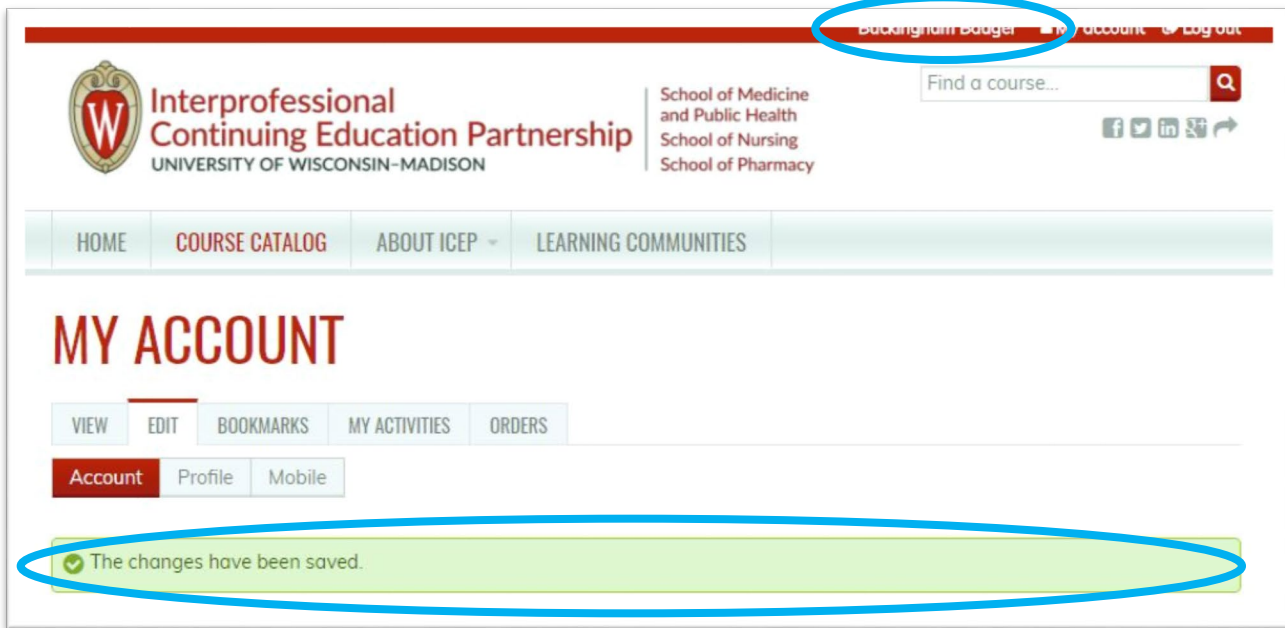 Buckingham Badger My account Log out
W
Interprofessional
Continuing Education Partnership
UNIVERSITY OF WISCONSIN-MADISON
School of Medicine
and Public Health
School of Nursing
School of Pharmacy
Find a course...
HOME COURSE CATALOG ABOUT ICEP LEARNING COMMUNITIES
MY ACCOUNT
VIEW EDIT BOOKMARKS MY ACTIVITIES ORDERS
Account Profile Mobile
The changes have been saved.